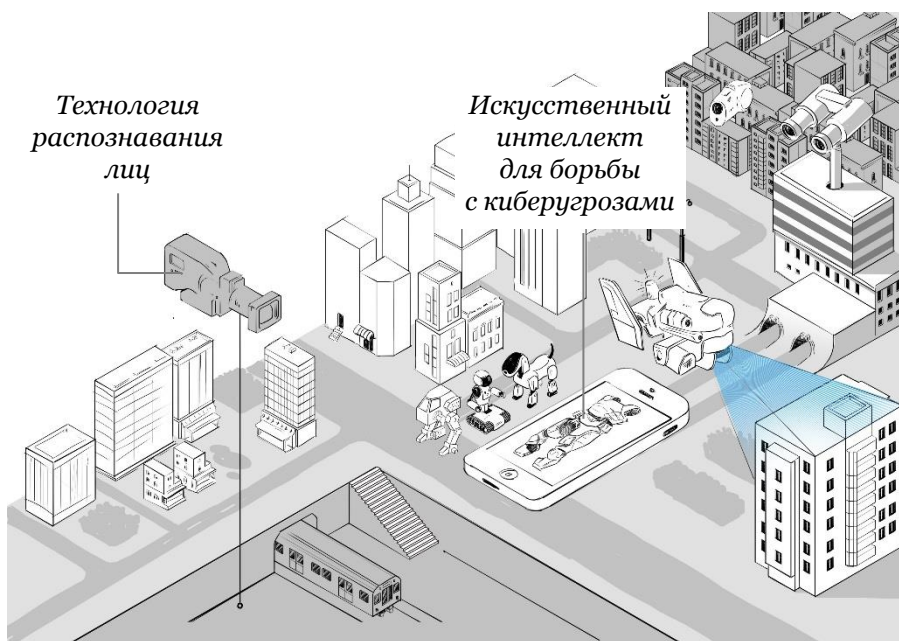 Технология
распознавания
лиц
Искусственный
интеллект
для борьбы
с киберугрозами